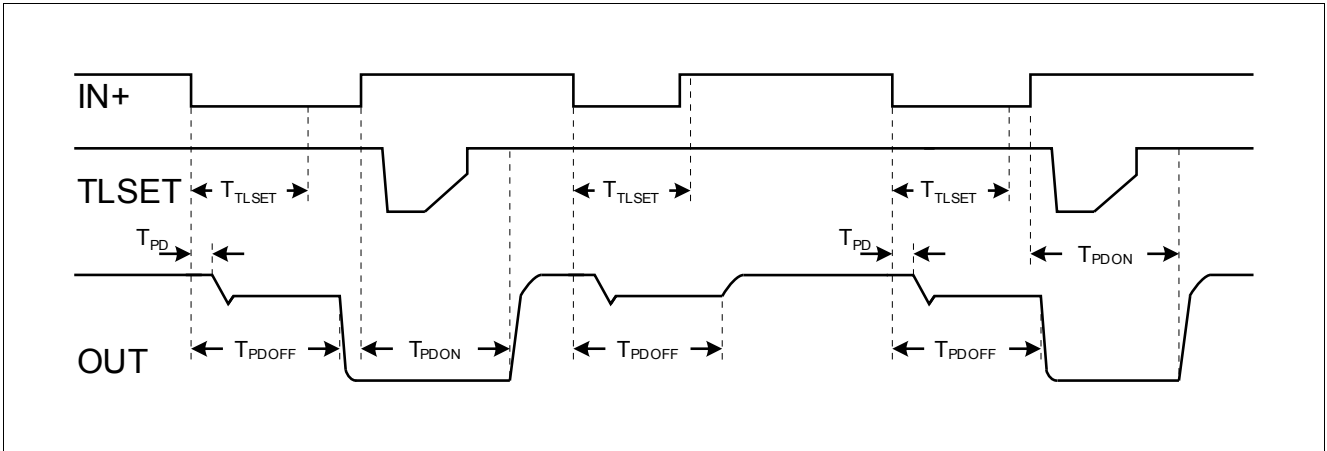 IN+
TLSET
T_TLSET
T_TLSET
T_TLSET
T_PD
T_PD
T_PDON
OUT
T_PDOFF
T_PDON
T_PDOFF
T_PDOFF